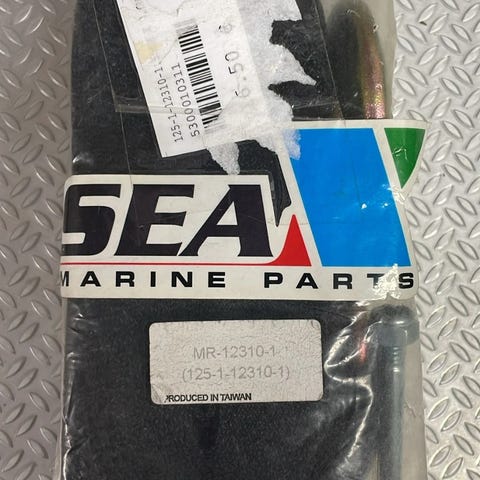 125-1-12310-1
5300010311
6.50 €
SEA
MARINE PARTS
MR-12310-1
(125-1-12310-1)
PRODUCED IN TAIWAN